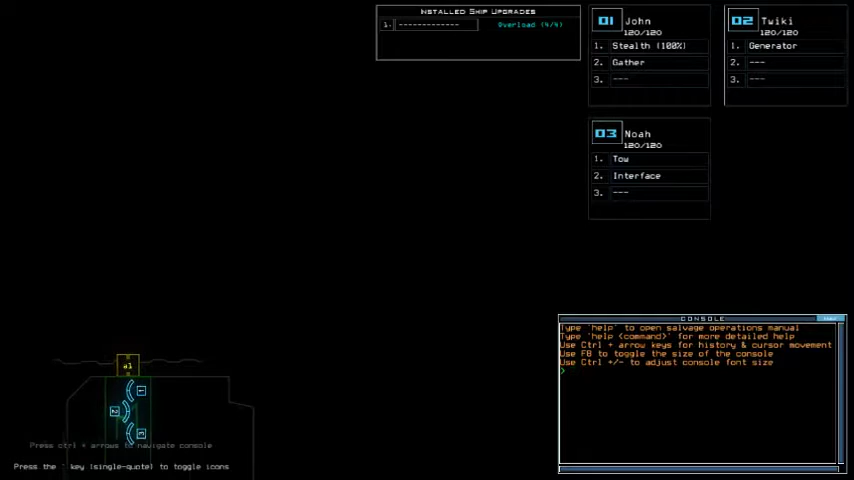 INSTALLED SHIP UPGRADES
1. ------------- Overload (4/4)
01 John
120/120
1. Stealth (100%)
2. Gather
3. ---
02 Twiki
120/120
1. Generator
2. ---
3. ---
03 Noah
120/120
1. Tow
2. Interface
3. ---
CONSOLE
Type 'help' to open salvage operations manual
Type 'help <command>' for more detailed help
Use Ctrl + arrow keys for history & cursor movement
Use F8 to toggle the size of the console
Use Ctrl +/- to adjust console font size
>
a1
1
2
3
Press ctrl + arrows to navigate console
Press the ' key (single-quote) to toggle icons